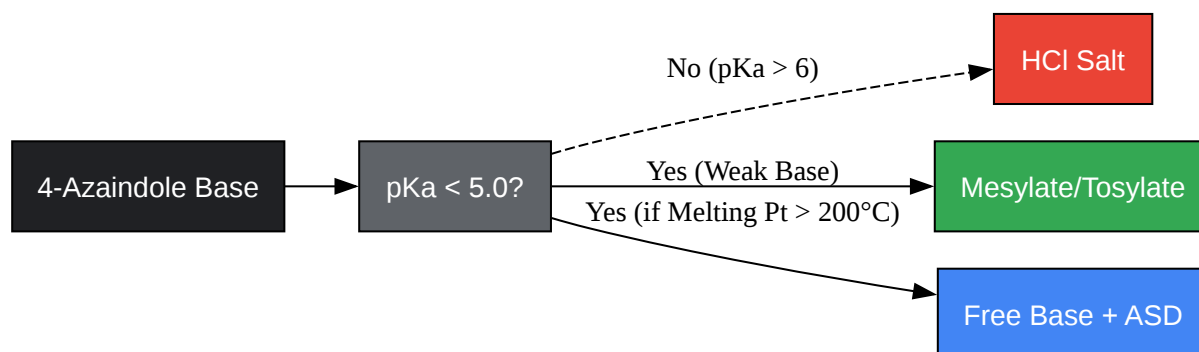 4-Azaindole Base
pKa < 5.0?
No (pKa > 6)
HCl Salt
Yes (Weak Base)
Mesylate/Tosylate
Yes (if Melting Pt > 200°C)
Free Base + ASD